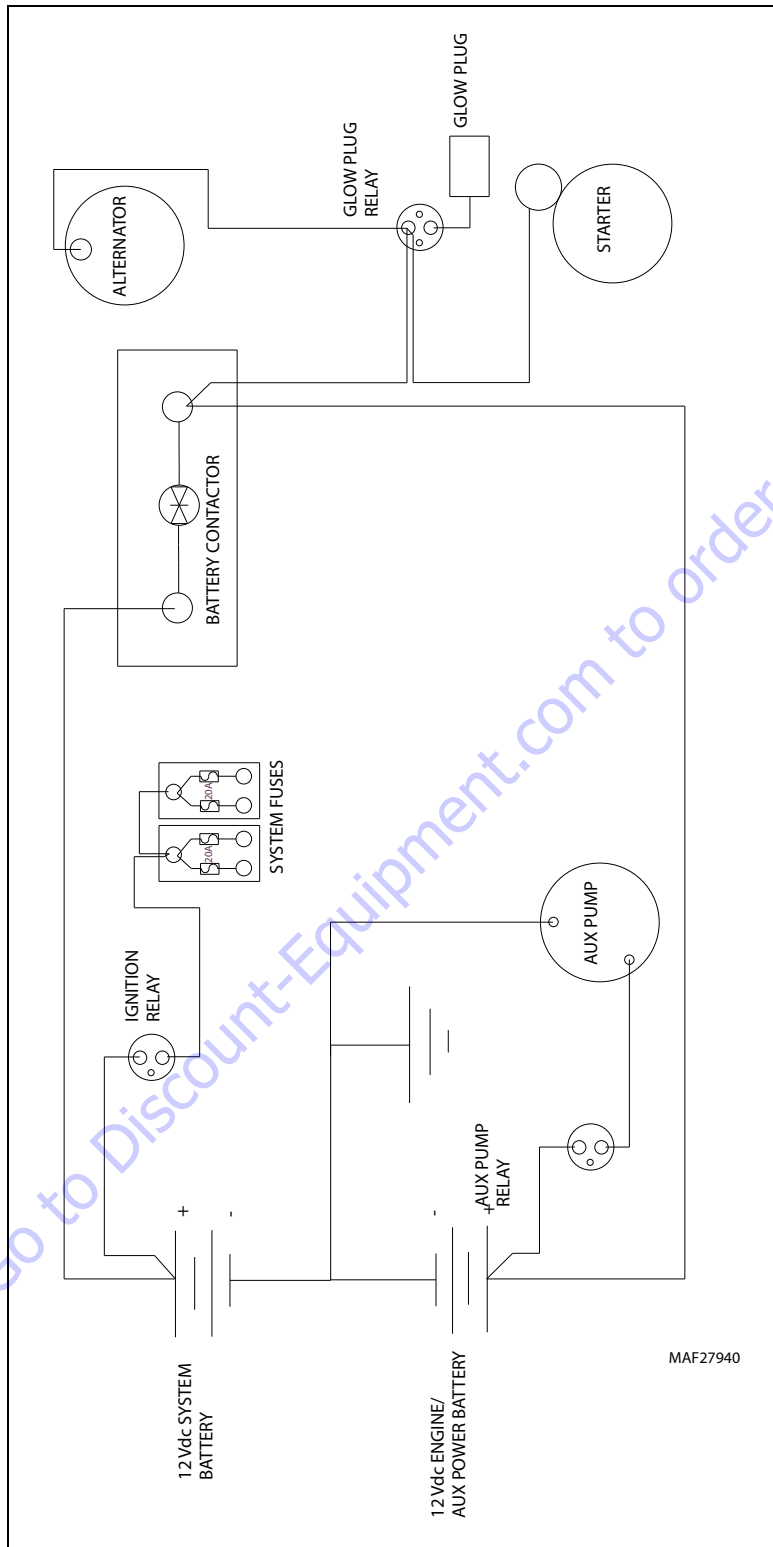 ALTERNATOR
GLOW PLUG
RELAY
GLOW PLUG
STARTER
BATTERY CONTACTOR
20A
20A
SYSTEM FUSES
IGNITION
RELAY
AUX PUMP
AUX PUMP
RELAY
+
-
-
+
12 Vdc SYSTEM
BATTERY
12 Vdc ENGINE/
AUX POWER BATTERY
MAF27940
Go to Discount-Equipment.com to order